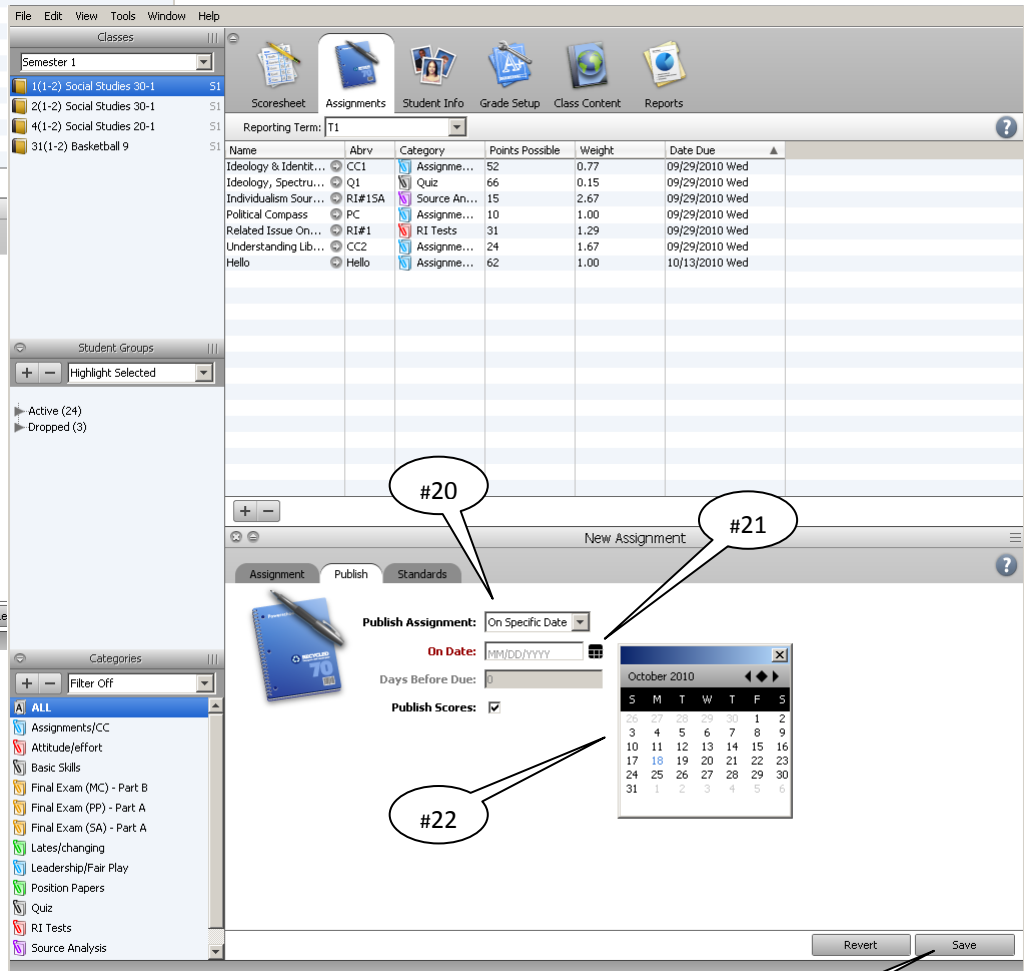 File Edit View Tools Window Help
Classes
Semester 1
1(1-2) Social Studies 30-1 S1
2(1-2) Social Studies 30-1 S1
4(1-2) Social Studies 20-1 S1
31(1-2) Basketball 9 S1
Scoresheet Assignments Student Info Grade Setup Class Content Reports
Reporting Term: T1
Name Abrv Category Points Possible Weight Date Due
Ideology & Identit... CC1 Assignme... 52 0.77 09/29/2010 Wed
Ideology, Spectru... Q1 Quiz 66 0.15 09/29/2010 Wed
Individualism Sour... RI#1SA Source An... 15 2.67 09/29/2010 Wed
Political Compass PC Assignme... 10 1.00 09/29/2010 Wed
Related Issue On... RI#1 RI Tests 31 1.29 09/29/2010 Wed
Understanding Lib... CC2 Assignme... 24 1.67 09/29/2010 Wed
Hello Hello Assignme... 62 1.00 10/13/2010 Wed
Student Groups
+ − Highlight Selected
Active (24)
Dropped (3)
#20
#21
+ −
New Assignment
Assignment Publish Standards
RECYCLED
70
Publish Assignment: On Specific Date
On Date: MM/DD/YYYY
Days Before Due: 0
Publish Scores:
October 2010
S M T W T F S
26 27 28 29 30 1 2
3 4 5 6 7 8 9
10 11 12 13 14 15 16
17 18 19 20 21 22 23
24 25 26 27 28 29 30
31 1 2 3 4 5 6
#22
Categories
+ − Filter Off
ALL
Assignments/CC
Attitude/effort
Basic Skills
Final Exam (MC) - Part B
Final Exam (PP) - Part A
Final Exam (SA) - Part A
Lates/changing
Leadership/Fair Play
Position Papers
Quiz
RI Tests
Source Analysis
Revert Save